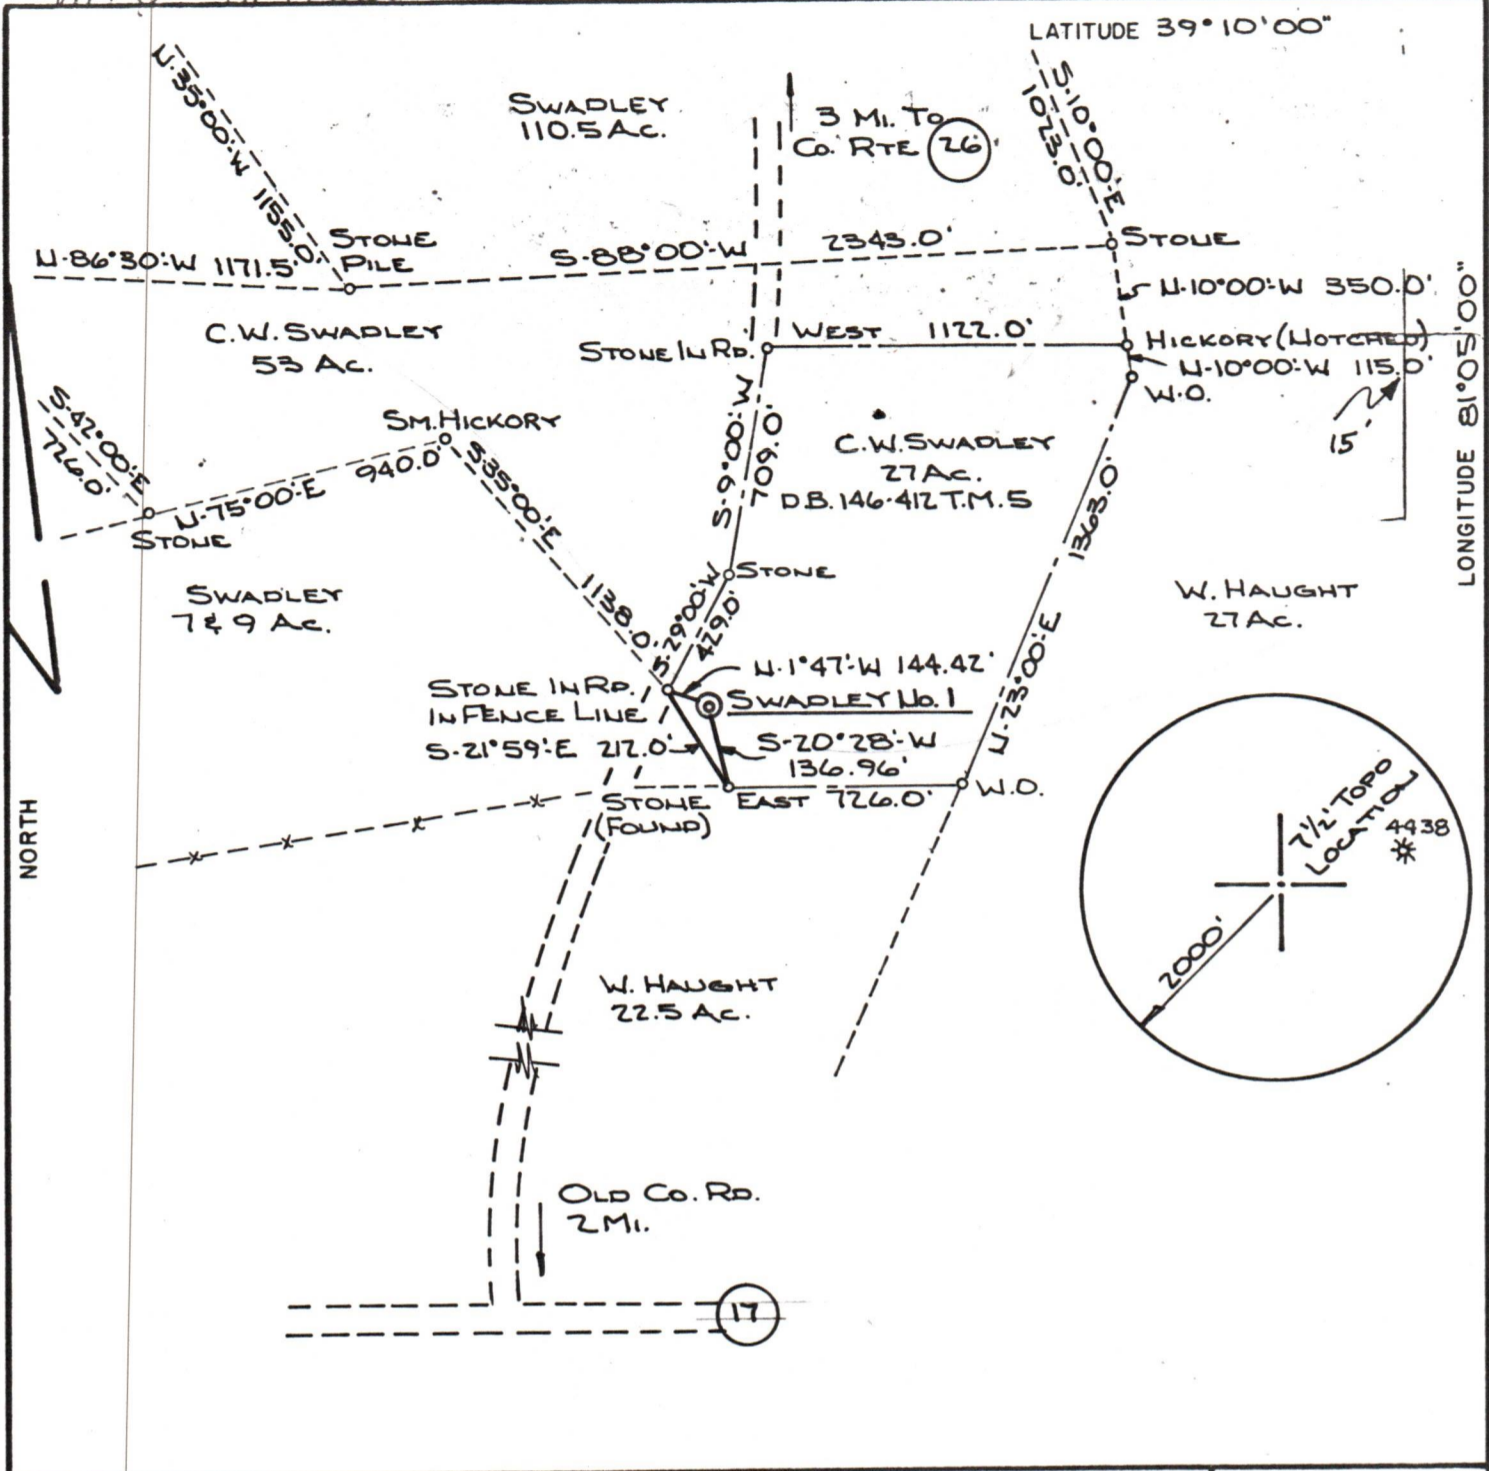 LATITUDE 39°10'00"
N-35°00'-W 1155.0'
SWADLEY
110.5 AC.
3 MI. TO
CO. RTE 26
S-10°00'-E
1023.0'
N-86°30'-W 1171.5'
STONE
PILE
S-88°00'-W 2343.0'
STONE
N-10°00'-W 350.0'
C.W. SWADLEY
53 AC.
STONE IN RD.
WEST 1122.0'
HICKORY (NOTCHED)
N-10°00'-W 115.0'
W.O.
15'
LONGITUDE 81°05'00"
S-42°00'-E
726.0'
SM. HICKORY
N-75°00'-E 940.0'
STONE
S-35°00'-E 1138.0'
S-9°00'-W
709.0'
C.W. SWADLEY
27 AC.
D.B. 146-412 T.M. 5
N-23°00'-E 1363.0'
STONE
S-29°00'-W
429.0'
SWADLEY
7 & 9 AC.
W. HAUGHT
27 AC.
N-1°47'-W 144.42'
STONE IN RD.
IN FENCE LINE
SWADLEY NO. 1
S-21°59'-E 212.0'
S-20°28'-W
136.96'
STONE
(FOUND)
EAST 726.0'
W.O.
NORTH
7 1/2' TOPO
LOCATION
4438
2000'
W. HAUGHT
22.5 AC.
OLD CO. RD.
2 MI.
17